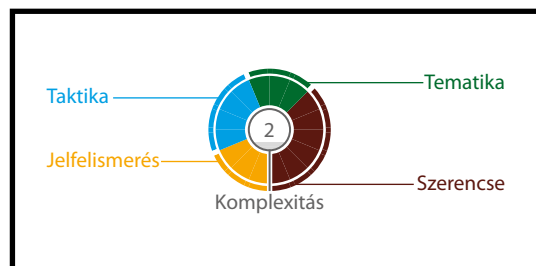 Tematika
Taktika
2
Jelfelismerés
Szerencse
Komplexitás